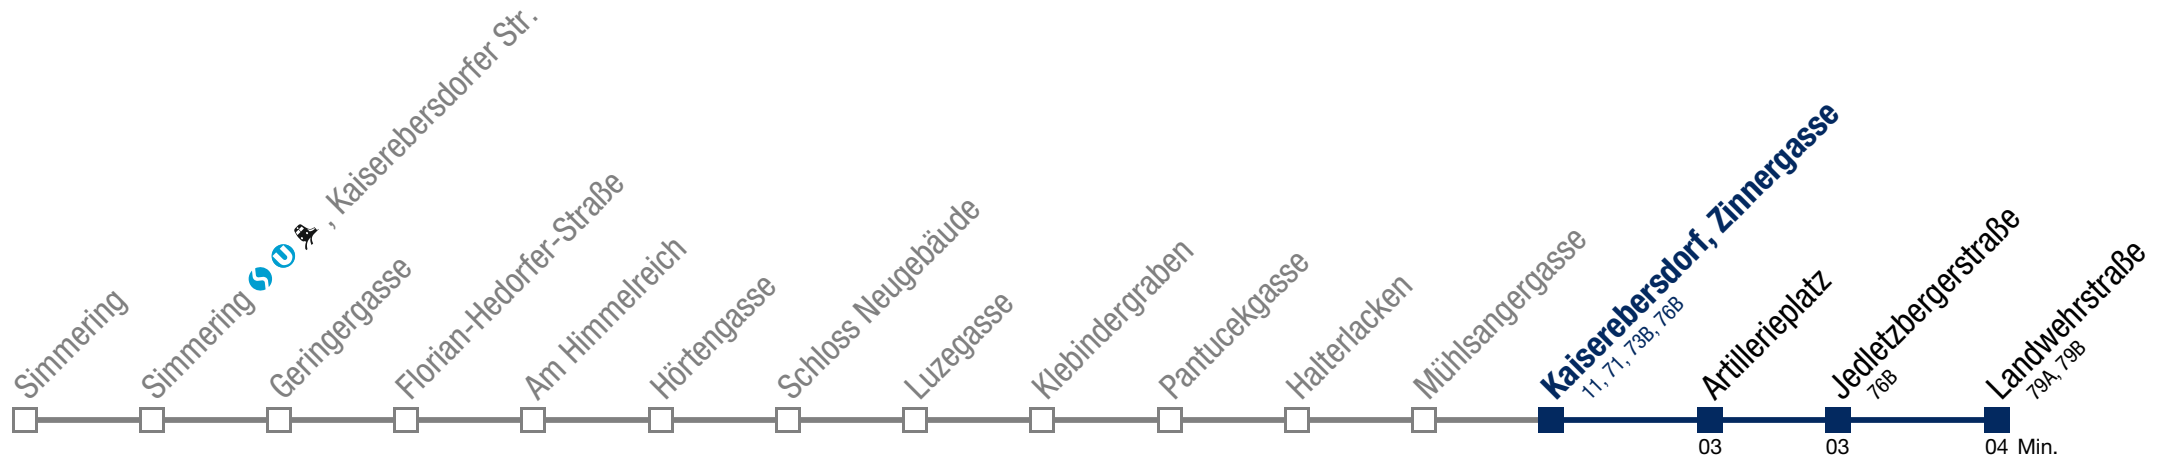 Simmering
Simmering S U , Kaiserebersdorfer Str.
Geringergasse
Florian-Hedorfer-Straße
Am Himmelreich
Hörtengasse
Schloss Neugebäude
Luzegasse
Klebindergraben
Pantucekgasse
Halterlacken
Mühlsangergasse
Kaiserebersdorf, Zinnergasse
11, 71, 73B, 76B
Artillerieplatz
Jedletzbergerstraße
76B
Landwehrstraße
79A, 79B
03
03
04 Min.